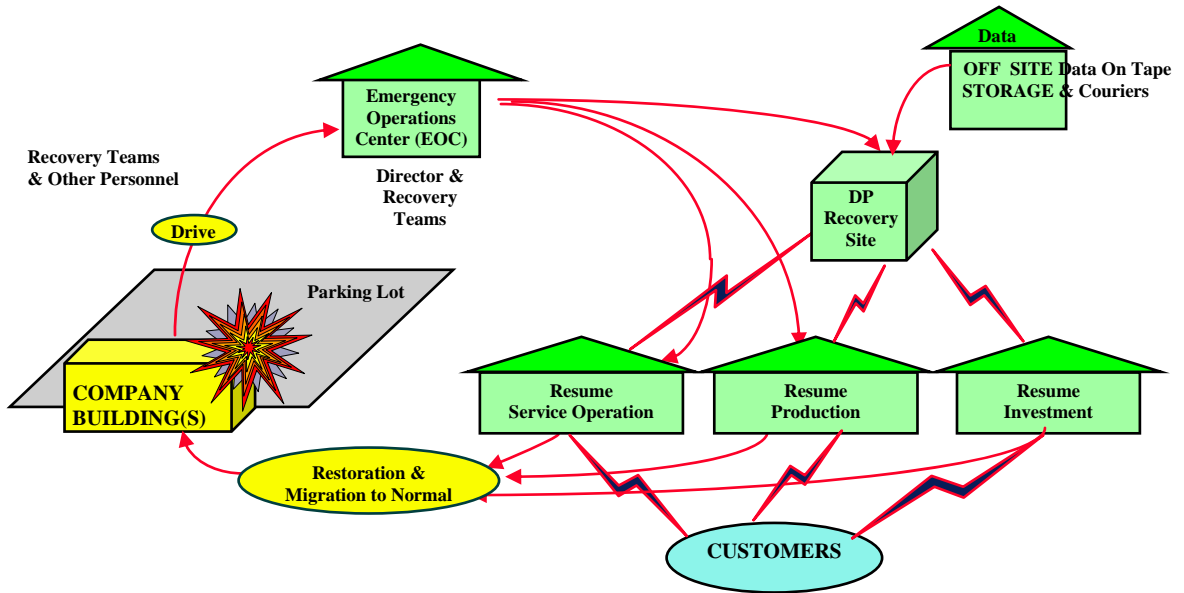 Data
OFF SITE Data On Tape
STORAGE & Couriers
Emergency
Operations
Center (EOC)
Recovery Teams
& Other Personnel
Director &
Recovery
Teams
DP
Recovery
Site
Drive
Parking Lot
COMPANY
BUILDING(S)
Resume
Service Operation
Resume
Production
Resume
Investment
Restoration &
Migration to Normal
CUSTOMERS